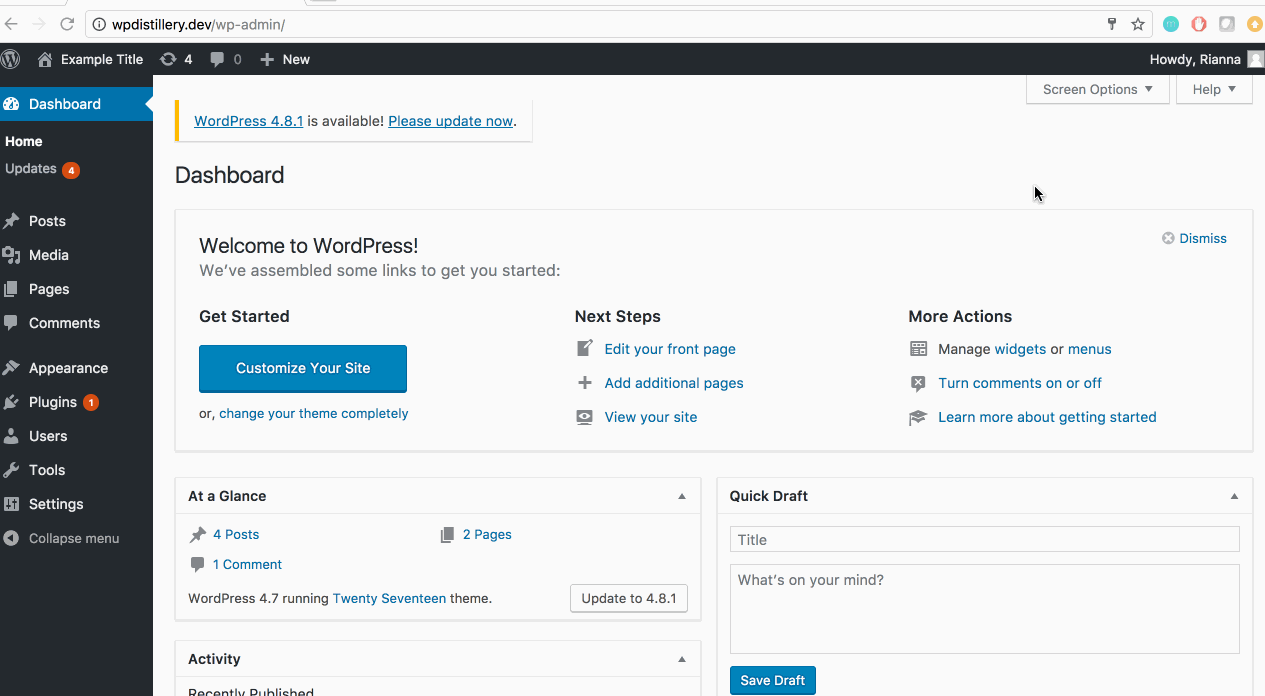 wpdistillery.dev/wp-admin/
Example Title 4 0 New Howdy, Rianna
Screen Options Help
Dashboard
Home
Updates 4
Posts
Media
Pages
Comments
Appearance
Plugins 1
Users
Tools
Settings
Collapse menu
WordPress 4.8.1 is available! Please update now.
Dashboard
Welcome to WordPress!
Dismiss
We've assembled some links to get you started:
Get Started
Customize Your Site
or, change your theme completely
Next Steps
Edit your front page
Add additional pages
View your site
More Actions
Manage widgets or menus
Turn comments on or off
Learn more about getting started
At a Glance
4 Posts 2 Pages
1 Comment
WordPress 4.7 running Twenty Seventeen theme. Update to 4.8.1
Activity
Recently Published
Quick Draft
Title
What's on your mind?
Save Draft